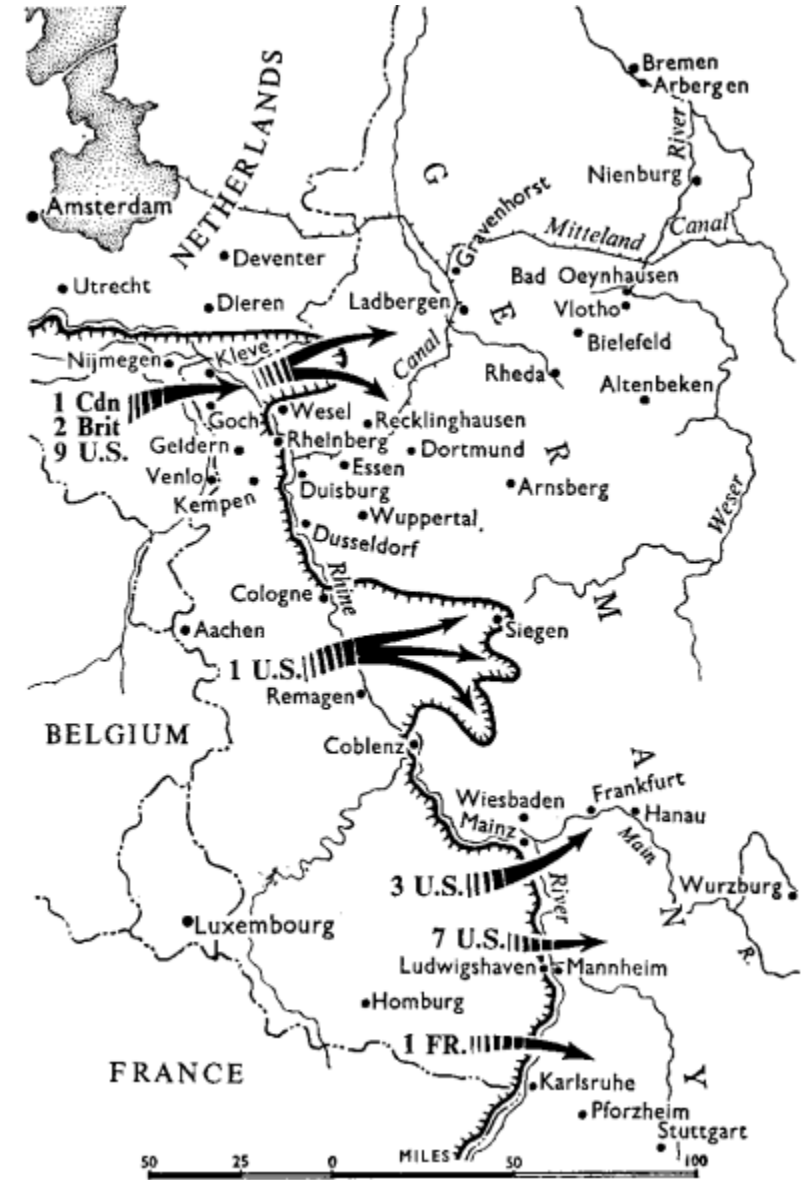 Bremen
Arbergen
River
Nienburg
NETHERLANDS
G
Amsterdam
Gravenhorst
Mitteland Canal
Deventer
Bad Oeynhausen
Utrecht
Dieren
Ladbergen
E
Vlotho
Bielefeld
Nijmegen
Kleve
Canal
Rheda
Altenbeken
1 Cdn
2 Brit
9 U.S.
Goch
Wesel
Recklinghausen
Geldern
Rheinberg
Dortmund
R
Venlo
Essen
Kempen
Duisburg
Arnsberg
Weser
Wuppertal
Dusseldorf
Rhine
Cologne
M
Aachen
Siegen
1 U.S.
Remagen
BELGIUM
Coblenz
A
Frankfurt
Wiesbaden
Mainz
Hanau
Main
3 U.S.
River
Wurzburg
N
Luxembourg
7 U.S.
R.
Ludwigshaven
Mannheim
Homburg
1 FR.
FRANCE
Karlsruhe
Y
Pforzheim
Stuttgart
MILES
50 25 0 50 100